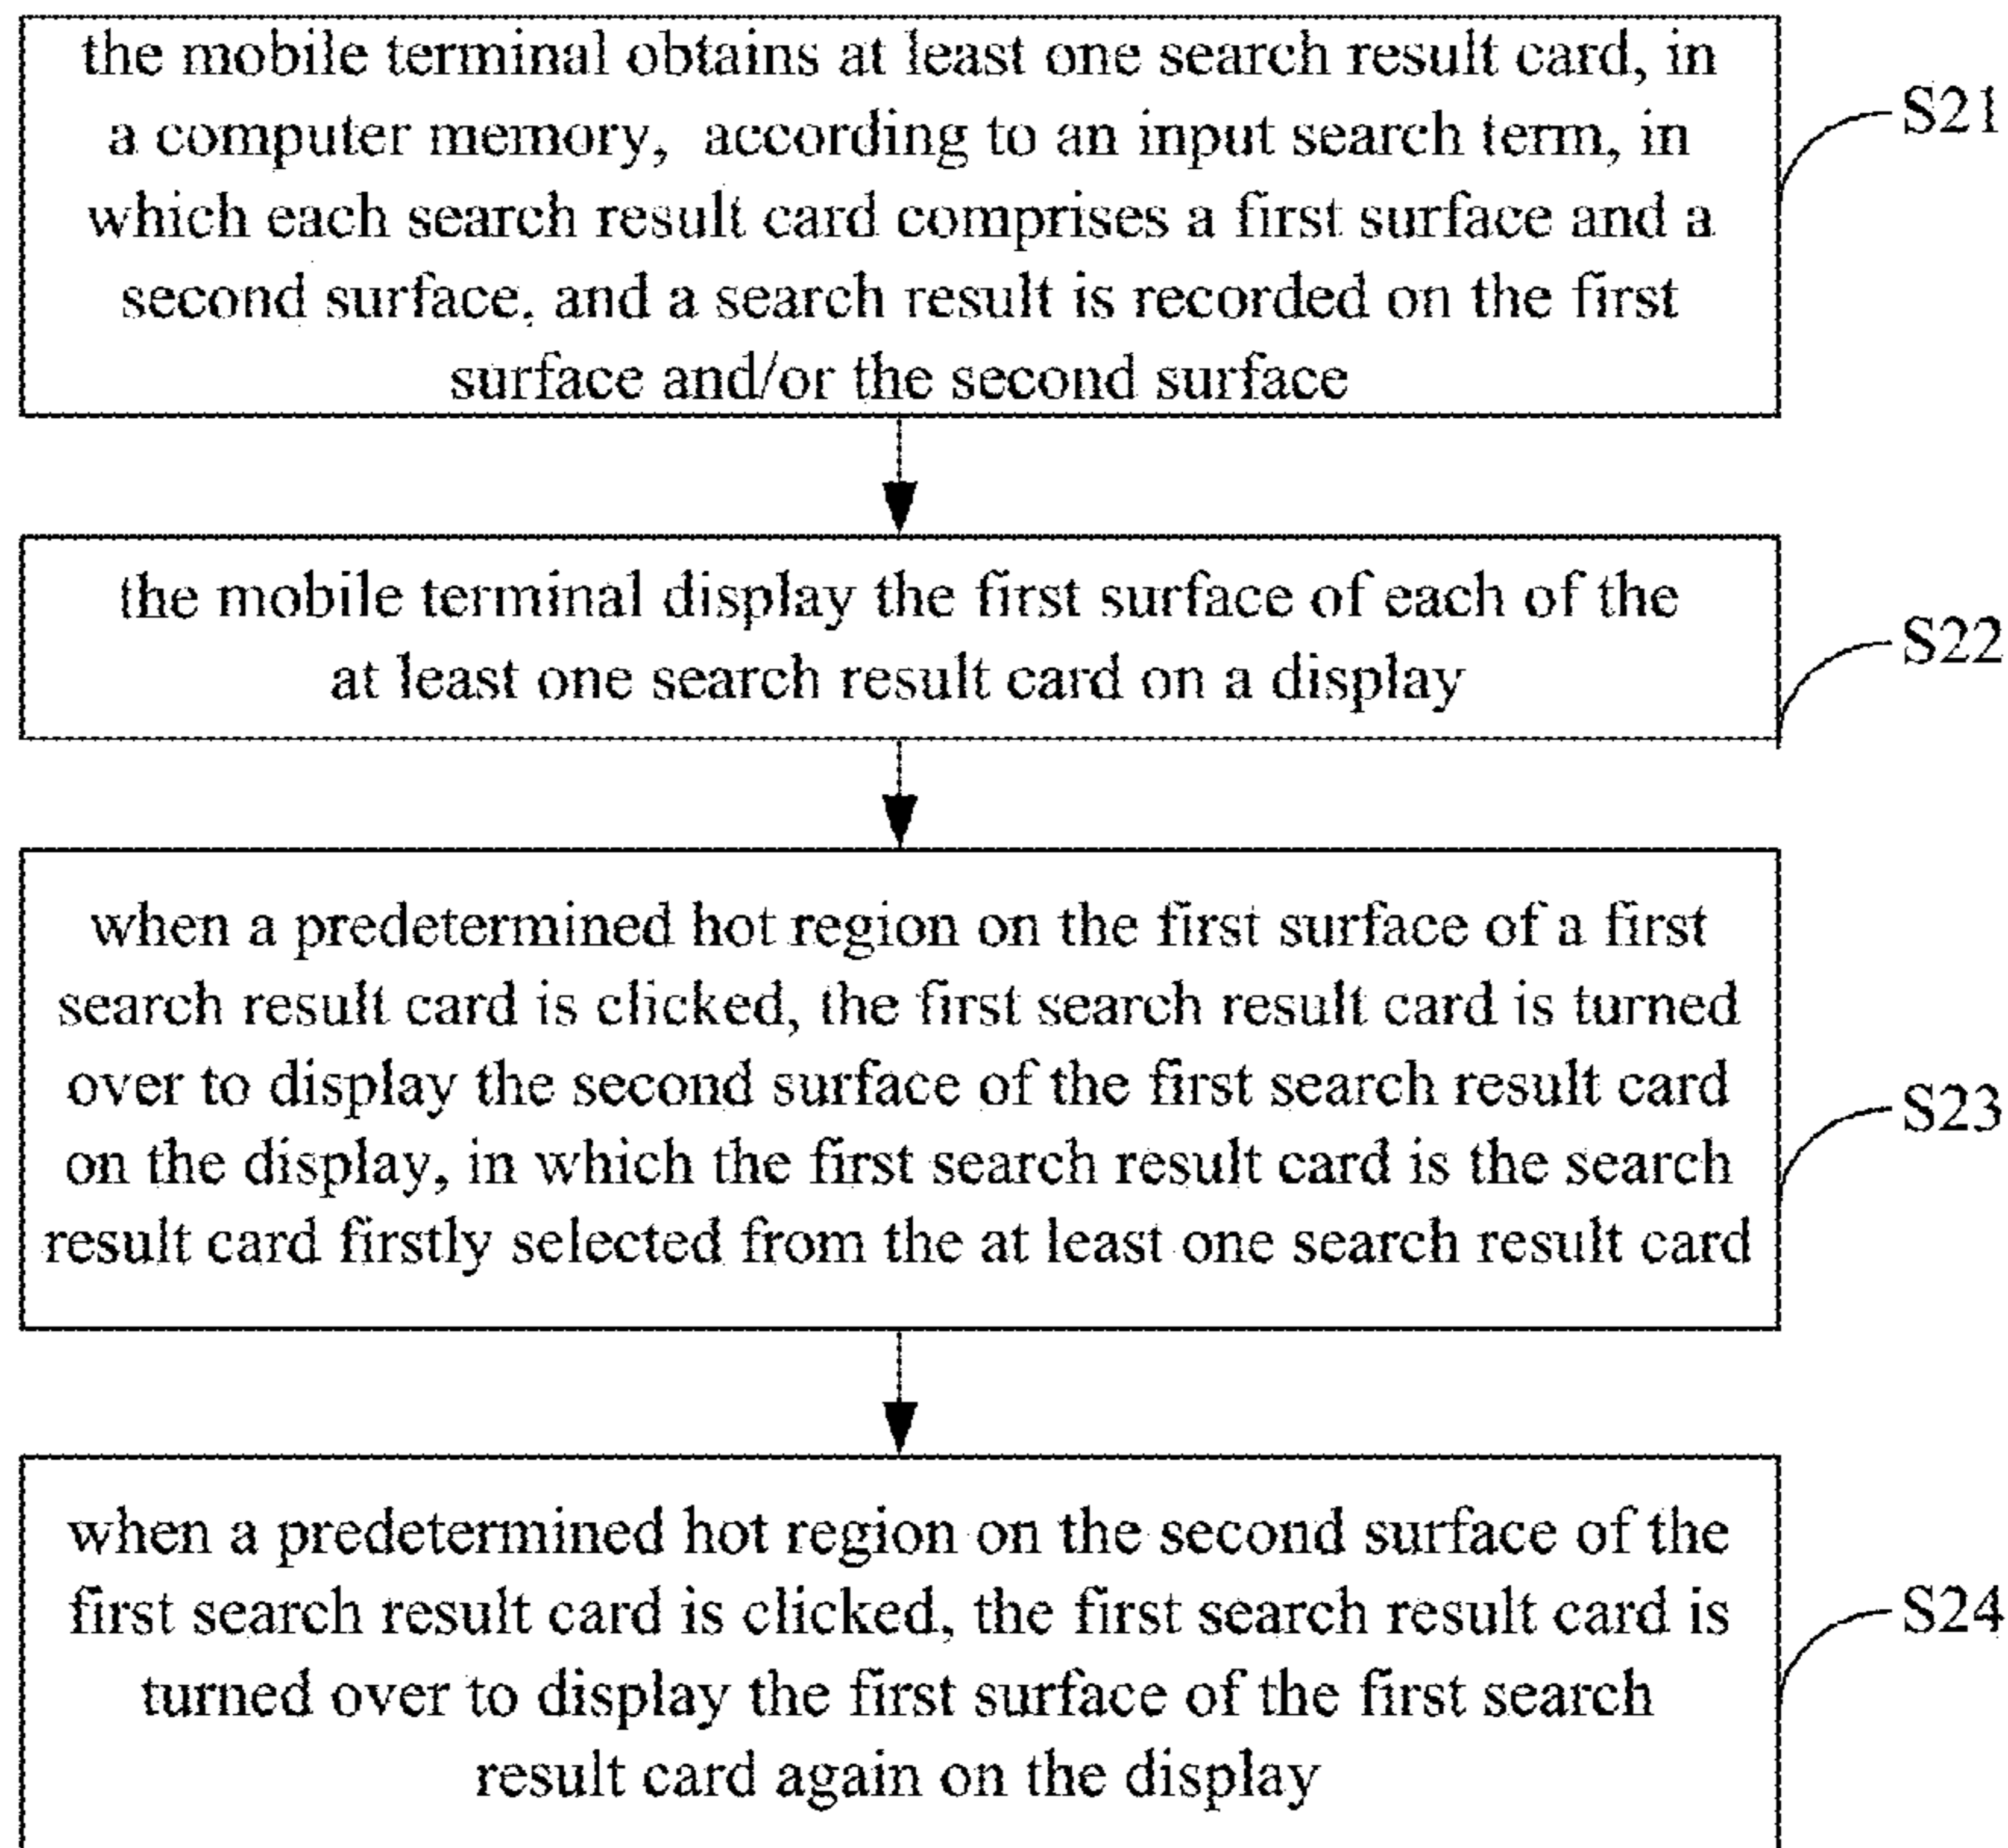 the mobile terminal obtains at least one search result card, in
a computer memory, according to an input search term, in
which each search result card comprises a first surface and a
second surface, and a search result is recorded on the first
surface and/or the second surface
S21
the mobile terminal display the first surface of each of the
at least one search result card on a display
S22
when a predetermined hot region on the first surface of a first
search result card is clicked, the first search result card is turned
over to display the second surface of the first search result card
on the display, in which the first search result card is the search
result card firstly selected from the at least one search result card
S23
when a predetermined hot region on the second surface of the
first search result card is clicked, the first search result card is
turned over to display the first surface of the first search
result card again on the display
S24